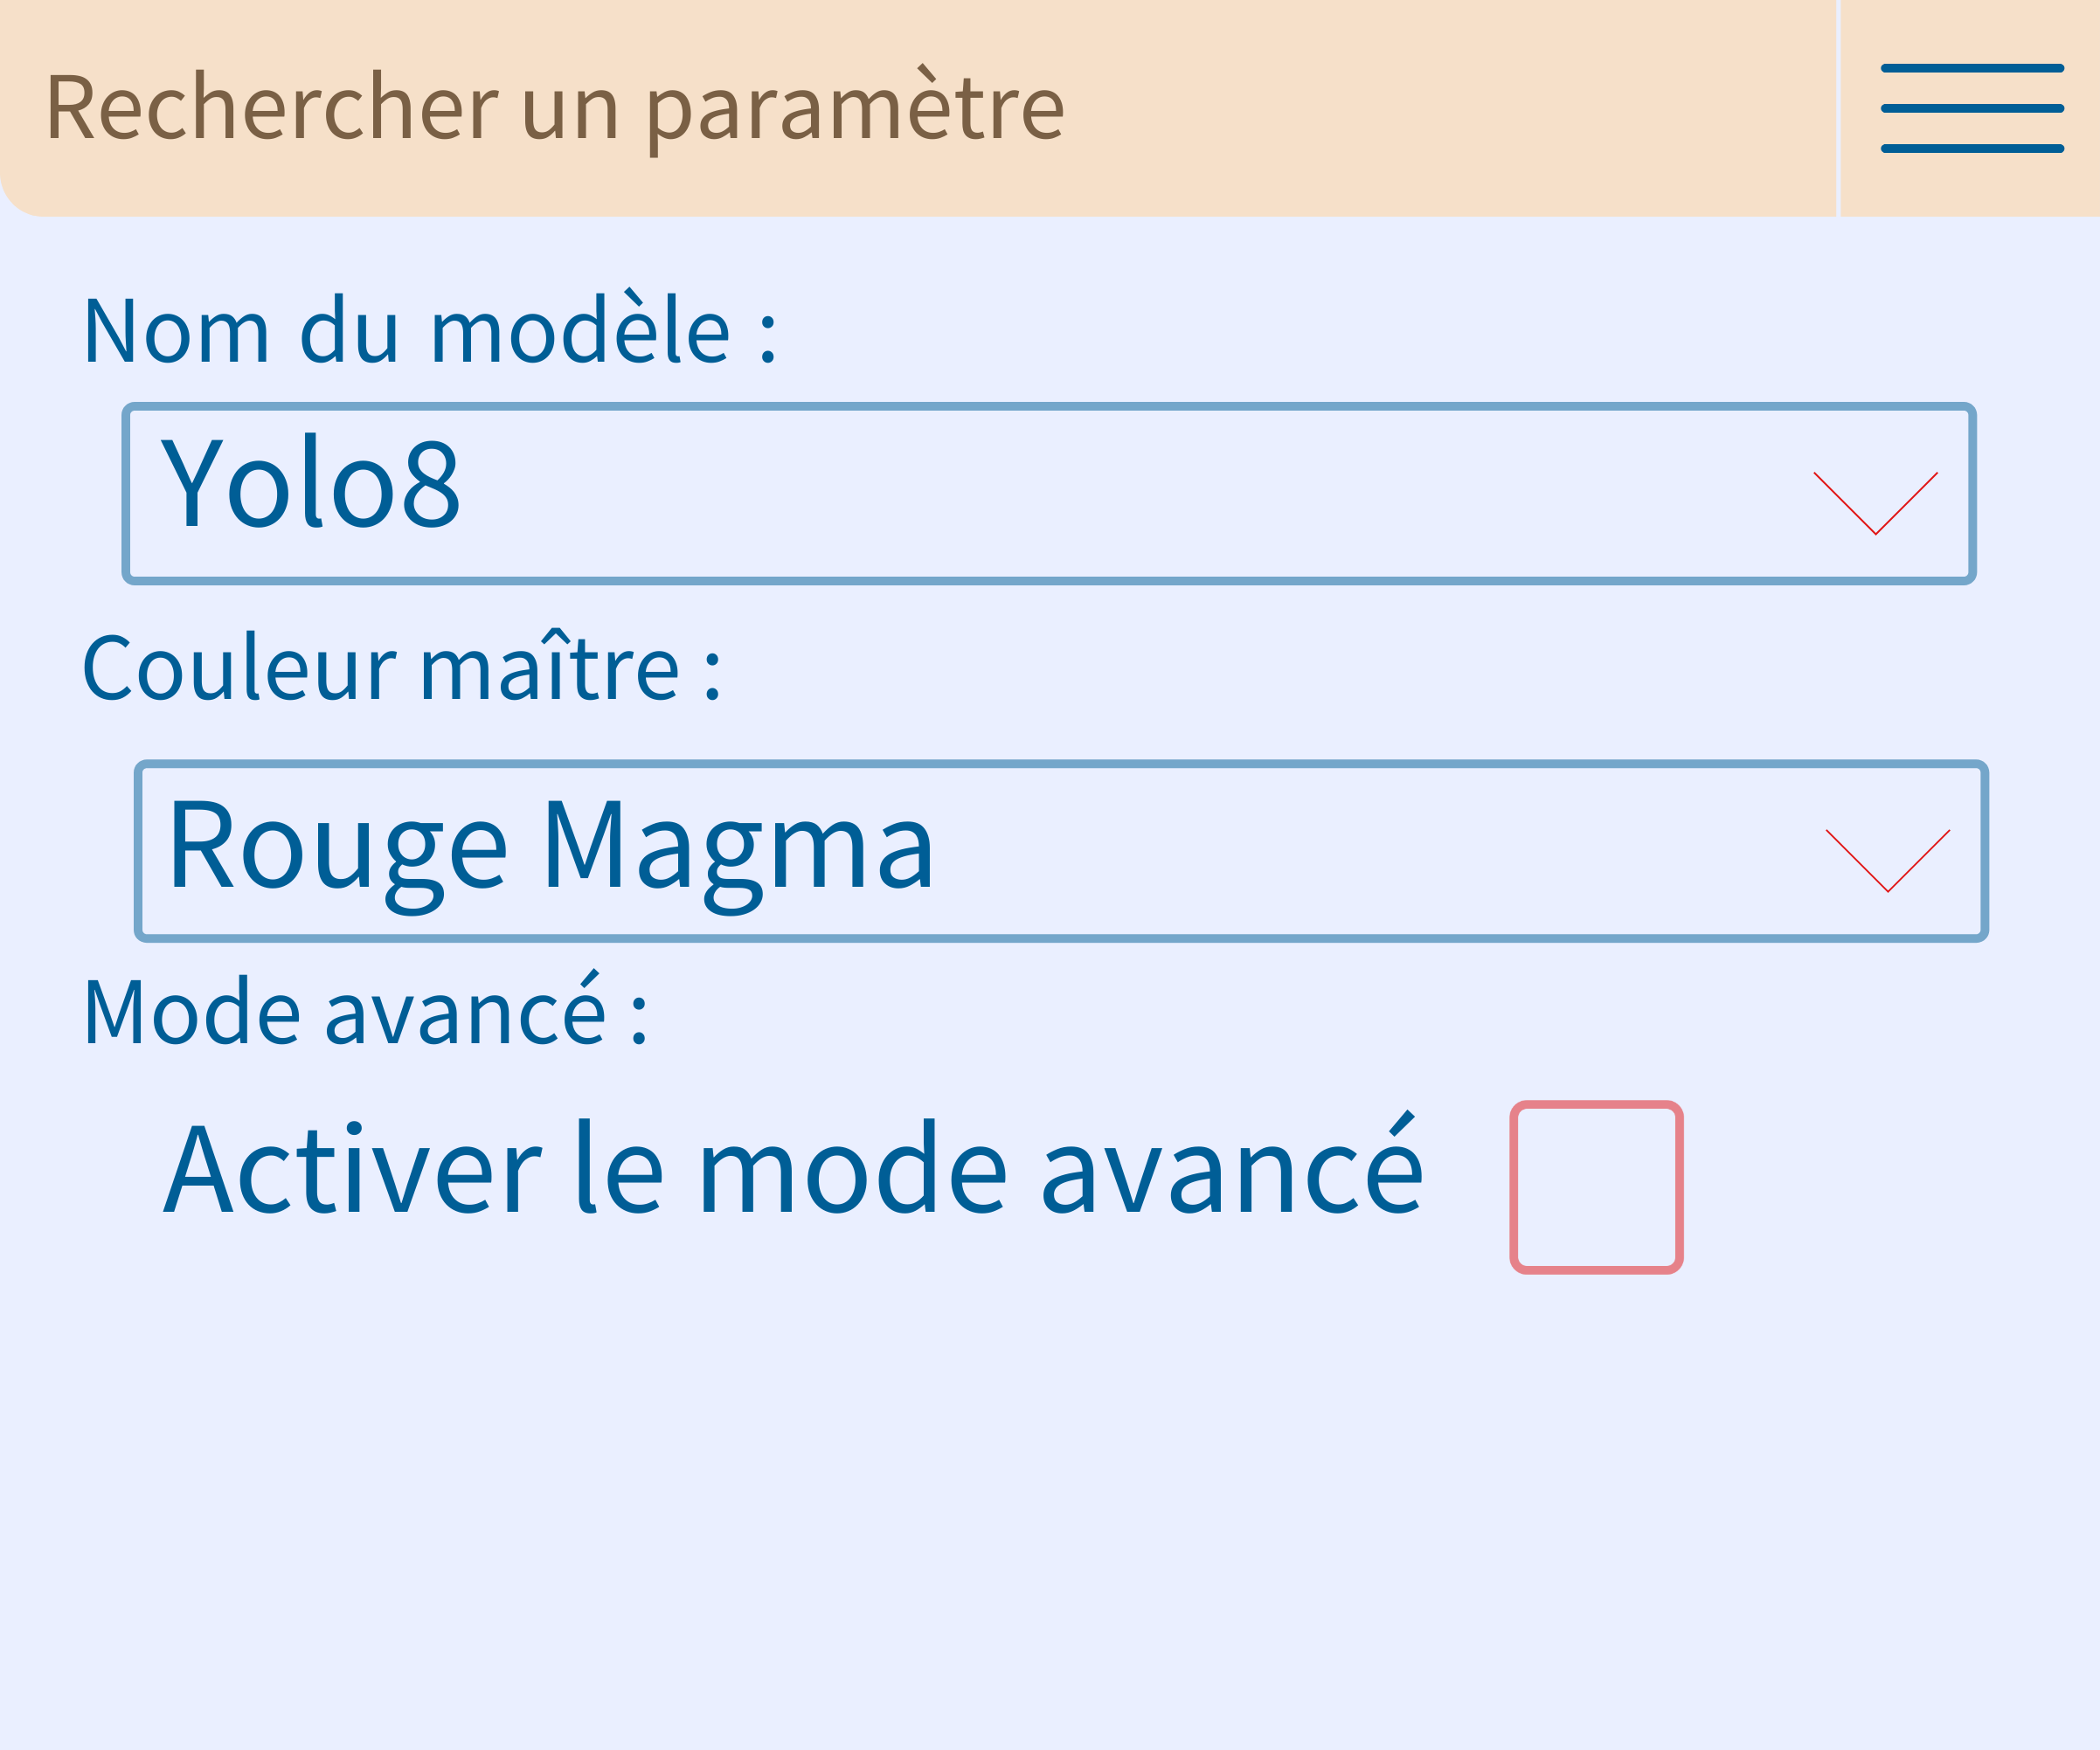 Rechercher un paramètre
Nom du modèle :
Yolo8
Couleur maître :
Rouge Magma
Mode avancé :
Activer le mode avancé